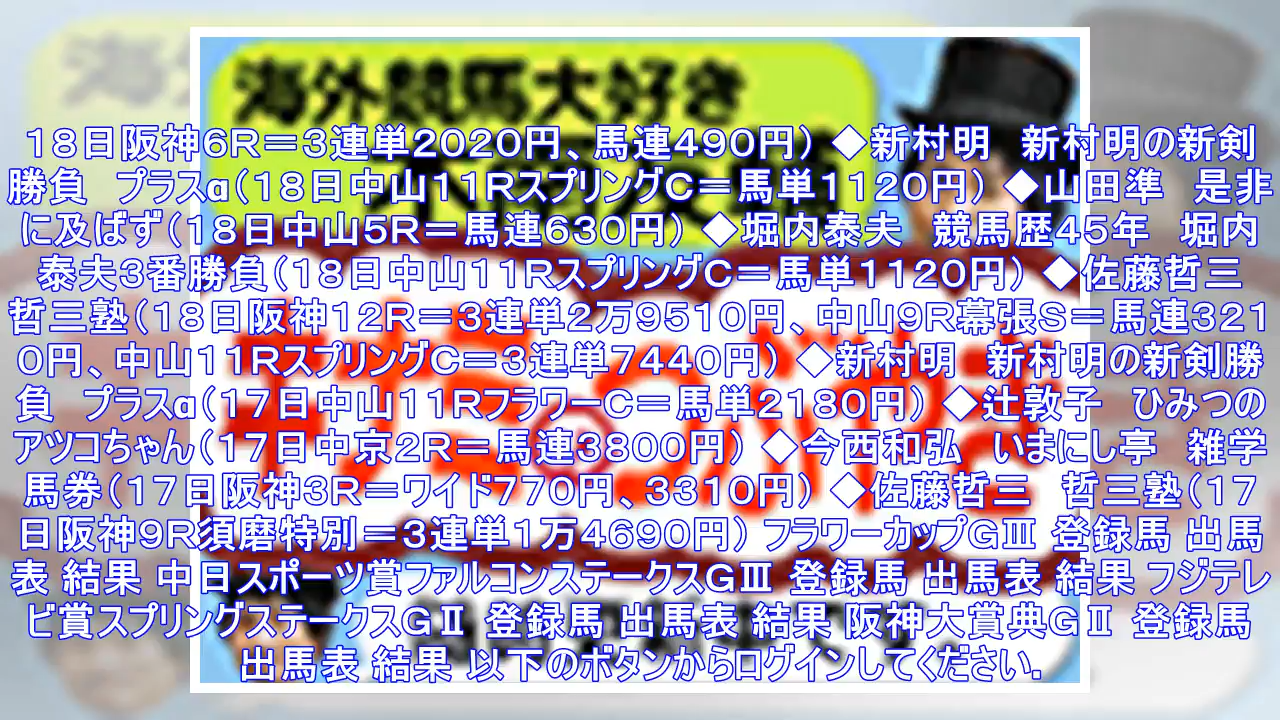 海外競馬大好き
18日阪神6R=3連単2020円、馬連490円) ◆新村明　新村明の新剣
勝負　プラスα(18日中山11RスプリングC=馬単1120円) ◆山田準　是非
に及ばず(18日中山5R=馬連630円) ◆堀内泰夫　競馬歴45年　堀内
泰夫3番勝負(18日中山11RスプリングC=馬単1120円) ◆佐藤哲三
哲三塾(18日阪神12R=3連単2万9510円、中山9R幕張S=馬連321
0円、中山11RスプリングC=3連単7440円) ◆新村明　新村明の新剣勝
負　プラスα(17日中山11RフラワーC=馬単2180円) ◆辻敦子　ひみつの
アツコちゃん(17日中京2R=馬連3800円) ◆今西和弘　いまにし亭　雑学
馬券(17日阪神3R=ワイド770円、3310円) ◆佐藤哲三　哲三塾(17
日阪神9R須磨特別=3連単1万4690円) フラワーカップGⅢ 登録馬 出馬
表 結果 中日スポーツ賞ファルコンステークスGⅢ 登録馬 出馬表 結果 フジテレ
ビ賞スプリングステークスGⅡ 登録馬 出馬表 結果 阪神大賞典GⅡ 登録馬
出馬表 結果 以下のボタンからログインしてください.